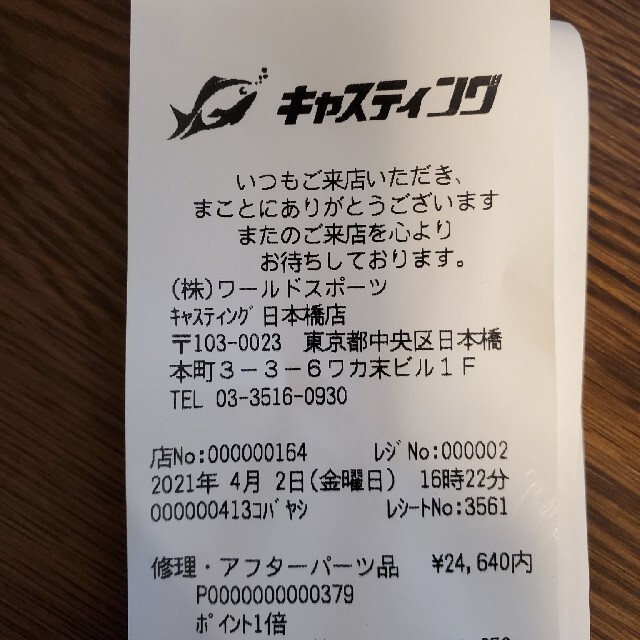 キャスティング
いつもご来店いただき、
まことにありがとうございます
またのご来店を心より
お待ちしております。
(株)ワールドスポーツ
ｷｬｽﾃｨﾝｸﾞ 日本橋店
〒103-0023 東京都中央区日本橋
本町３－３－６ワカ末ビル１Ｆ
TEL 03-3516-0930
店No:000000164 ﾚｼﾞNo:000002
2021年 4月 2日(金曜日) 16時22分
000000413ｺﾊﾞﾔｼ ﾚｼｰﾄNo:3561
修理・アフターパーツ品 ¥24,640内
P0000000000379
ﾎﾟｲﾝﾄ1倍